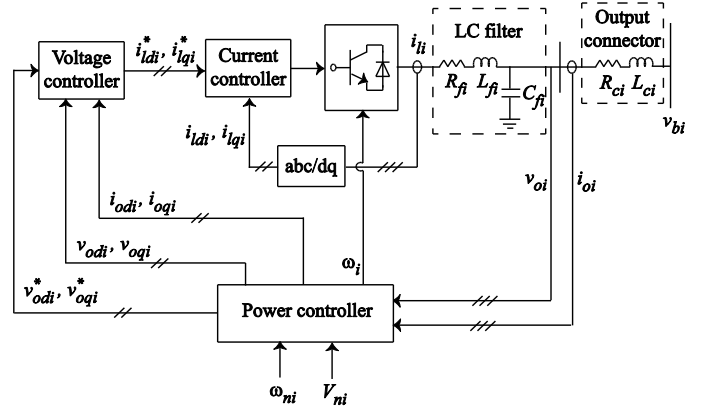 Voltage
controller
i*ldi, i*lqi
Current
controller
ili
LC filter
Rfi Lfi
Cfi
Output
connector
Rci Lci
vbi
ildi, ilqi
abc/dq
voi
ioi
iodi, ioqi
vodi, voqi
ωi
v*odi, v*oqi
Power controller
ωni
Vni